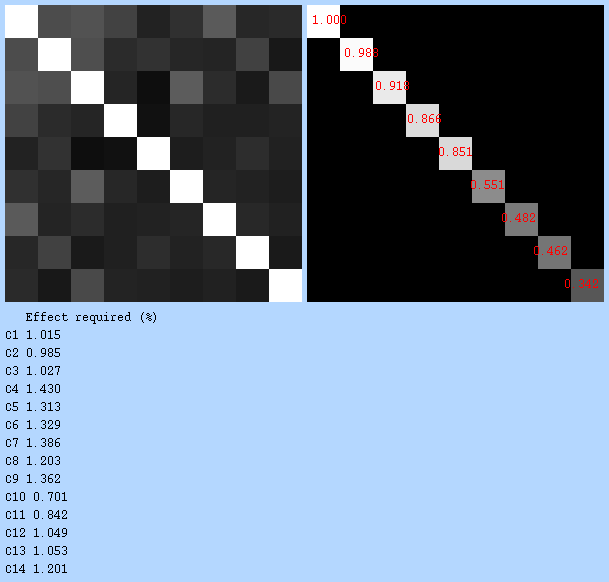 1.000
0.988
0.918
0.866
0.851
0.551
0.482
0.462
0.342
Effect required (%)
C1 1.015
C2 0.985
C3 1.027
C4 1.430
C5 1.313
C6 1.329
C7 1.386
C8 1.203
C9 1.362
C10 0.701
C11 0.842
C12 1.049
C13 1.053
C14 1.201